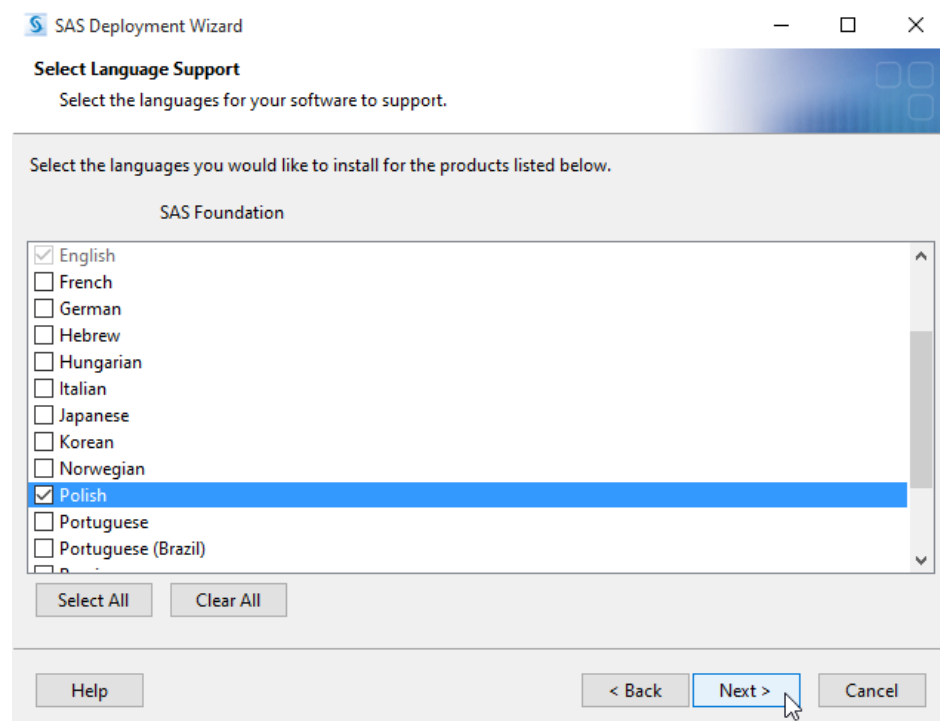 SAS Deployment Wizard
Select Language Support
Select the languages for your software to support.
Select the languages you would like to install for the products listed below.
SAS Foundation
English
French
German
Hebrew
Hungarian
Italian
Japanese
Korean
Norwegian
Polish
Portuguese
Portuguese (Brazil)
Select All Clear All
Help < Back Next > Cancel